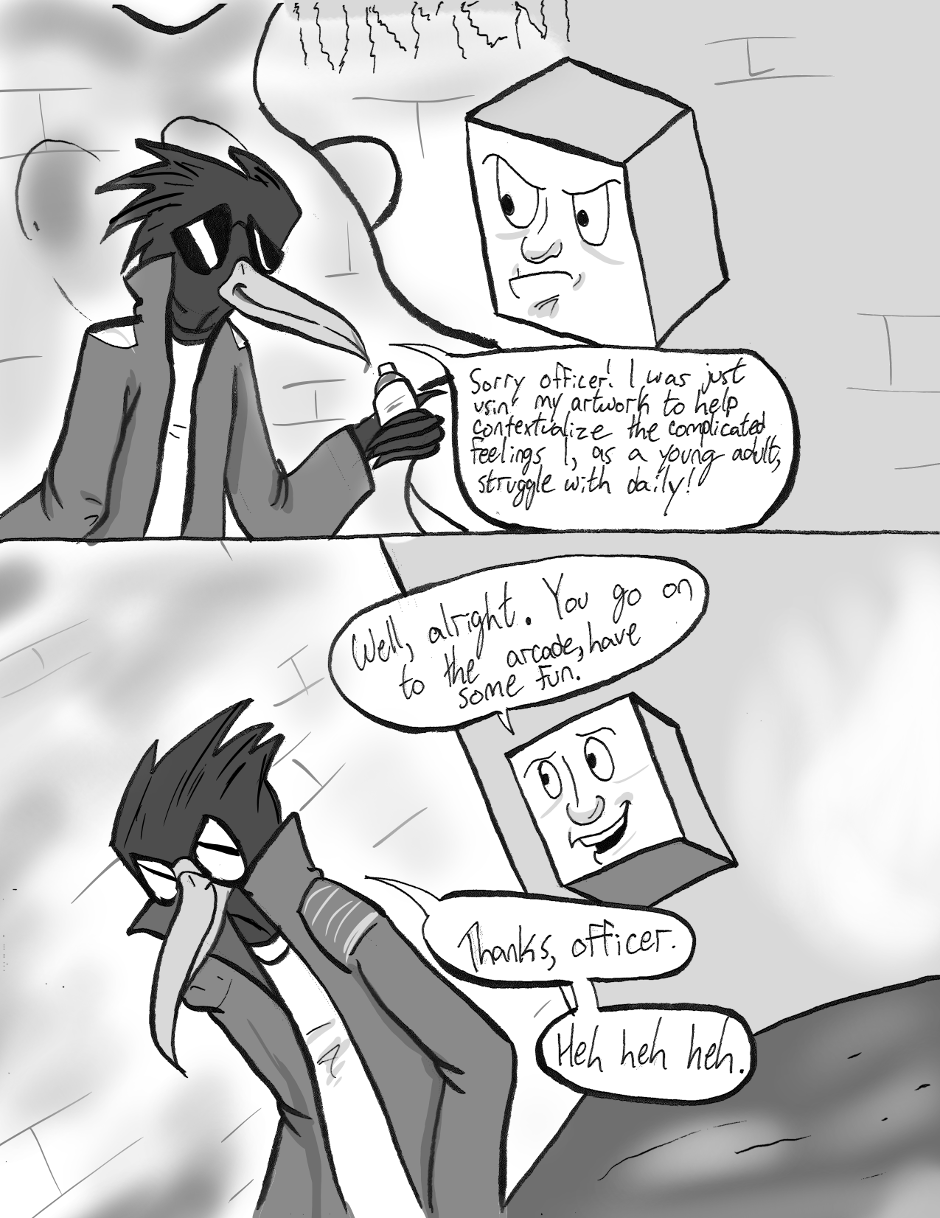 Sorry officer! I was just
usin' my artwork to help
contextualize the complicated
feelings I, as a young adult,
struggle with daily!
Well, alright. You go on
to the arcade, have
some fun.
Thanks, officer.
Heh heh heh.